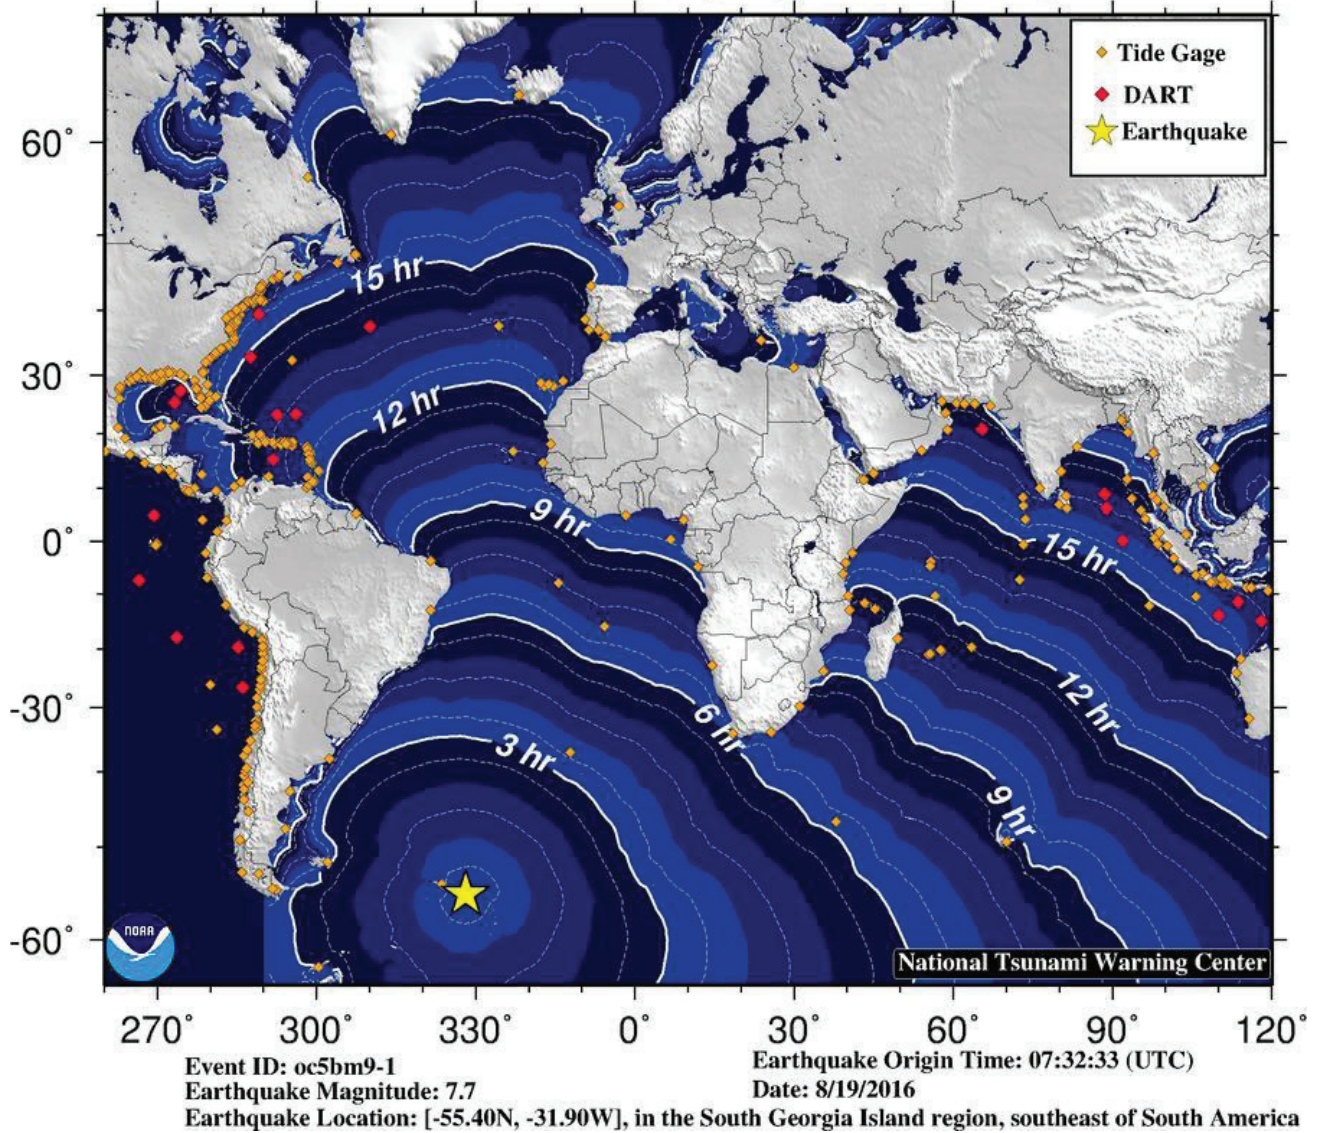 Tide Gage
DART
Earthquake
60°
30°
0°
-30°
-60°
15 hr
12 hr
9 hr
6 hr
3 hr
15 hr
12 hr
9 hr
NOAA
National Tsunami Warning Center
270° 300° 330° 0° 30° 60° 90° 120°
Event ID: oc5bm9-1
Earthquake Magnitude: 7.7
Earthquake Origin Time: 07:32:33 (UTC)
Date: 8/19/2016
Earthquake Location: [-55.40N, -31.90W], in the South Georgia Island region, southeast of South America